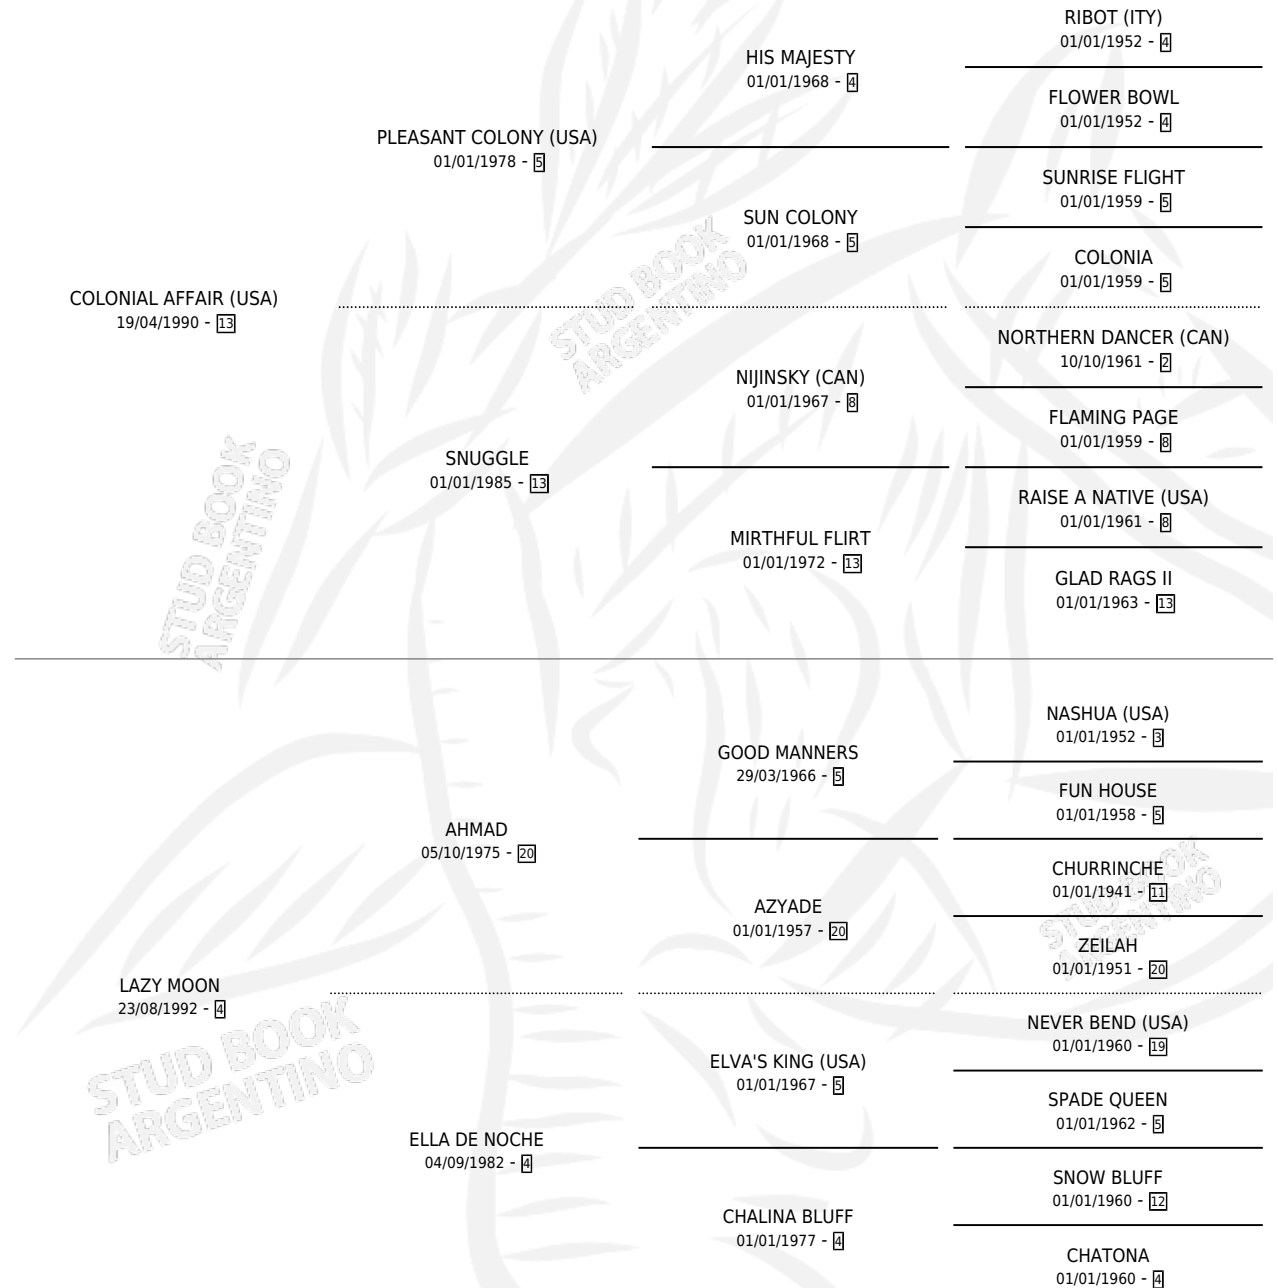 RIBOT (ITY)
01/01/1952 - 4
HIS MAJESTY
01/01/1968 - 4
FLOWER BOWL
01/01/1952 - 4
PLEASANT COLONY (USA)
01/01/1978 - 5
SUNRISE FLIGHT
01/01/1959 - 5
SUN COLONY
01/01/1968 - 5
COLONIA
01/01/1959 - 5
COLONIAL AFFAIR (USA)
19/04/1990 - 13
NORTHERN DANCER (CAN)
10/10/1961 - 2
NIJINSKY (CAN)
01/01/1967 - 8
FLAMING PAGE
01/01/1959 - 8
SNUGGLE
01/01/1985 - 13
RAISE A NATIVE (USA)
01/01/1961 - 8
MIRTHFUL FLIRT
01/01/1972 - 13
GLAD RAGS II
01/01/1963 - 13
NASHUA (USA)
01/01/1952 - 3
GOOD MANNERS
29/03/1966 - 5
FUN HOUSE
01/01/1958 - 5
AHMAD
05/10/1975 - 20
CHURRINCHE
01/01/1941 - 11
AZYADE
01/01/1957 - 20
ZEILAH
01/01/1951 - 20
LAZY MOON
23/08/1992 - 4
NEVER BEND (USA)
01/01/1960 - 19
ELVA'S KING (USA)
01/01/1967 - 5
SPADE QUEEN
01/01/1962 - 5
ELLA DE NOCHE
04/09/1982 - 4
SNOW BLUFF
01/01/1960 - 12
CHALINA BLUFF
01/01/1977 - 4
CHATONA
01/01/1960 - 4
STUD BOOK
ARGENTINO
STUD BOOK
ARGENTINO
STUD BOOK
ARGENTINO
STUD BOOK
ARGENTINO